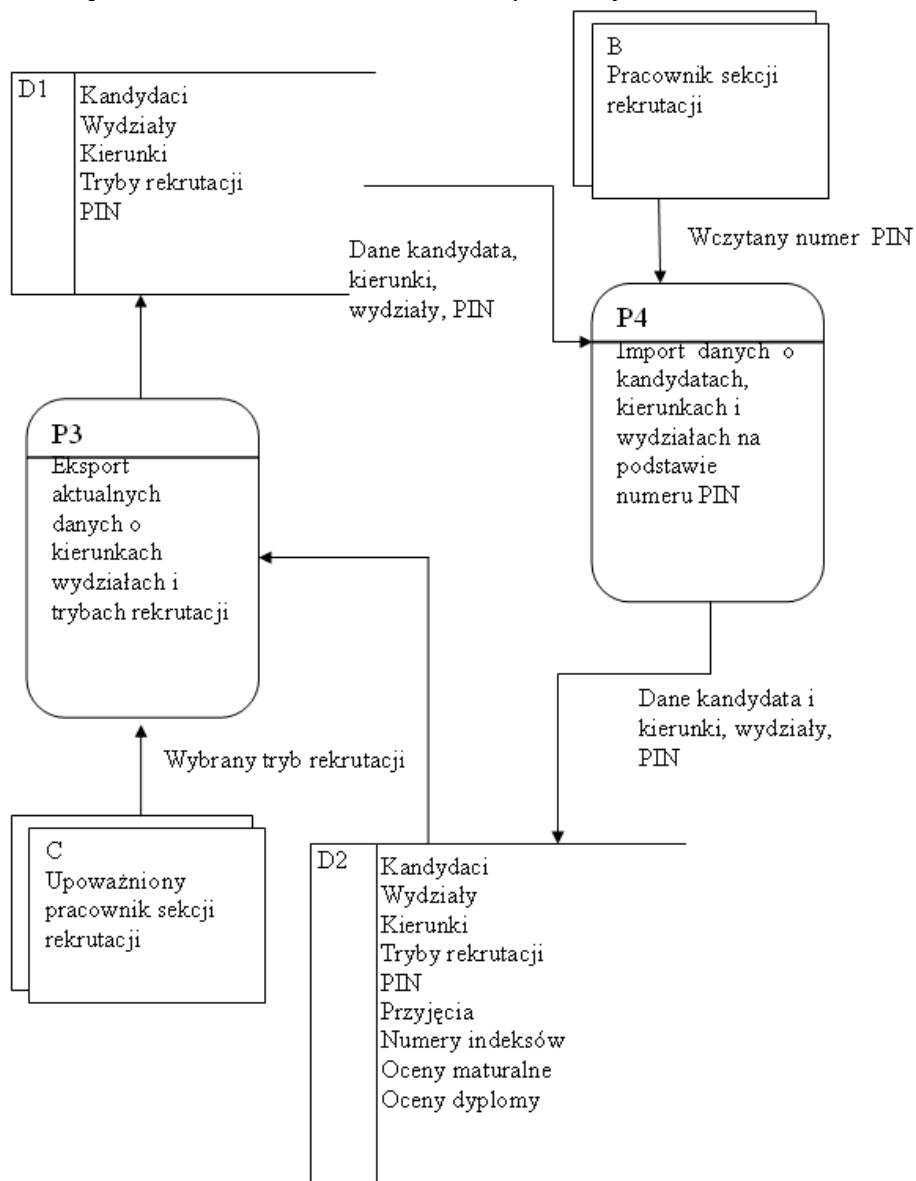 B
Pracownik sekcji
rekrutacji
D1
Kandydaci
Wydziały
Kierunki
Tryby rekrutacji
PIN
Wczytany numer PIN
Dane kandydata,
kierunki,
wydziały, PIN
P4
Import danych o
kandydatach,
kierunkach i
wydziałach na
podstawie
numeru PIN
P3
Eksport
aktualnych
danych o
kierunkach
wydziałach i
trybach rekrutacji
Dane kandydata i
kierunki, wydziały,
PIN
Wybrany tryb rekrutacji
C
Upoważniony
pracownik sekcji
rekrutacji
D2
Kandydaci
Wydziały
Kierunki
Tryby rekrutacji
PIN
Przyjęcia
Numery indeksów
Oceny maturalne
Oceny dyplomy